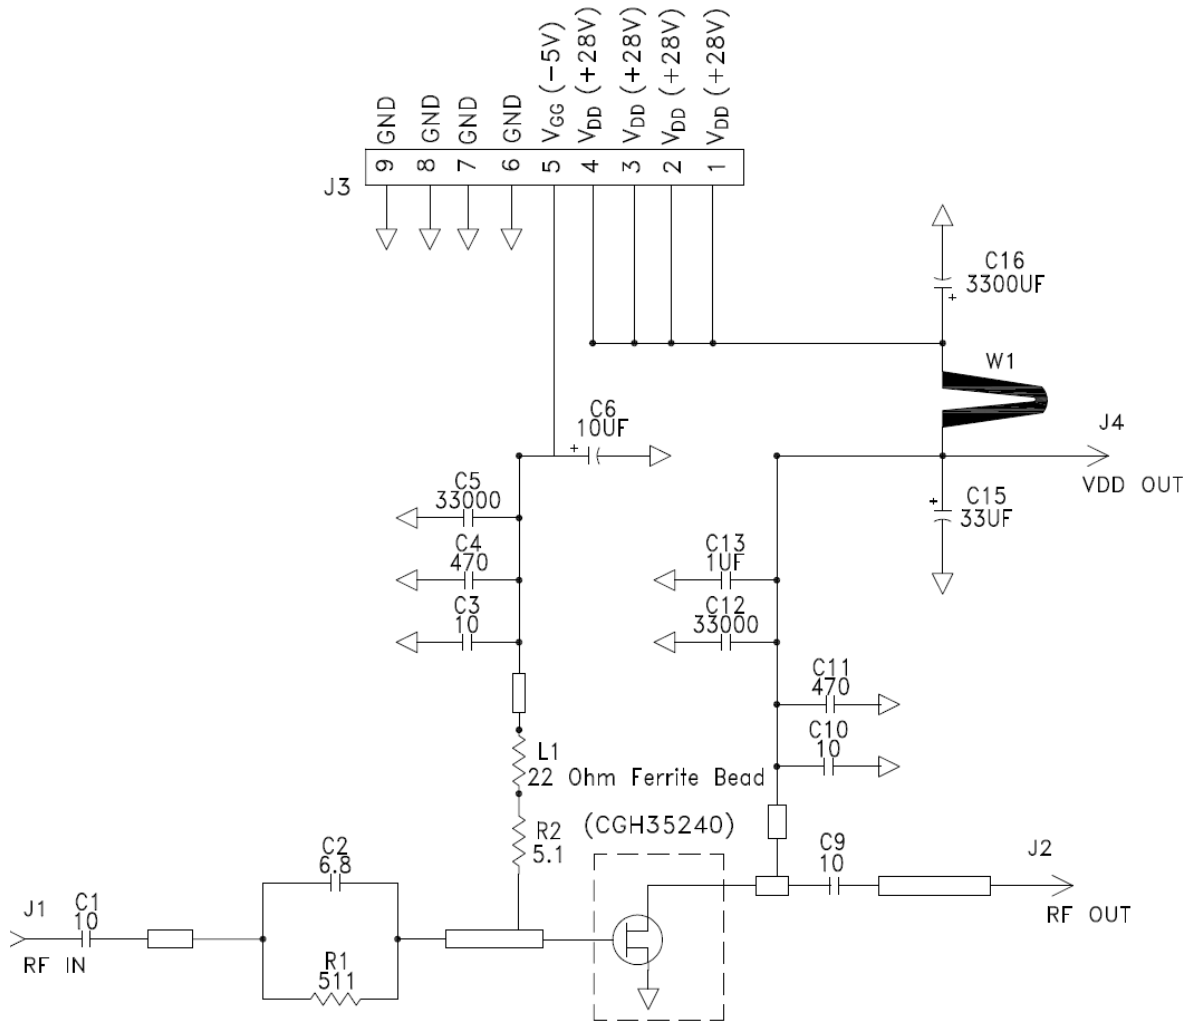 GND
GND
GND
GND
VGG (-5V)
VDD (+28V)
VDD (+28V)
VDD (+28V)
VDD (+28V)
J3
9
8
7
6
5
4
3
2
1
C16
3300UF
W1
C6
10UF
J4
VDD OUT
C5
33000
C15
33UF
C4
470
C13
1UF
C3
10
C12
33000
C11
470
C10
10
L1
22 Ohm Ferrite Bead
(CGH35240)
R2
5.1
C9
10
J2
RF OUT
C2
6.8
J1
C1
10
RF IN
R1
511